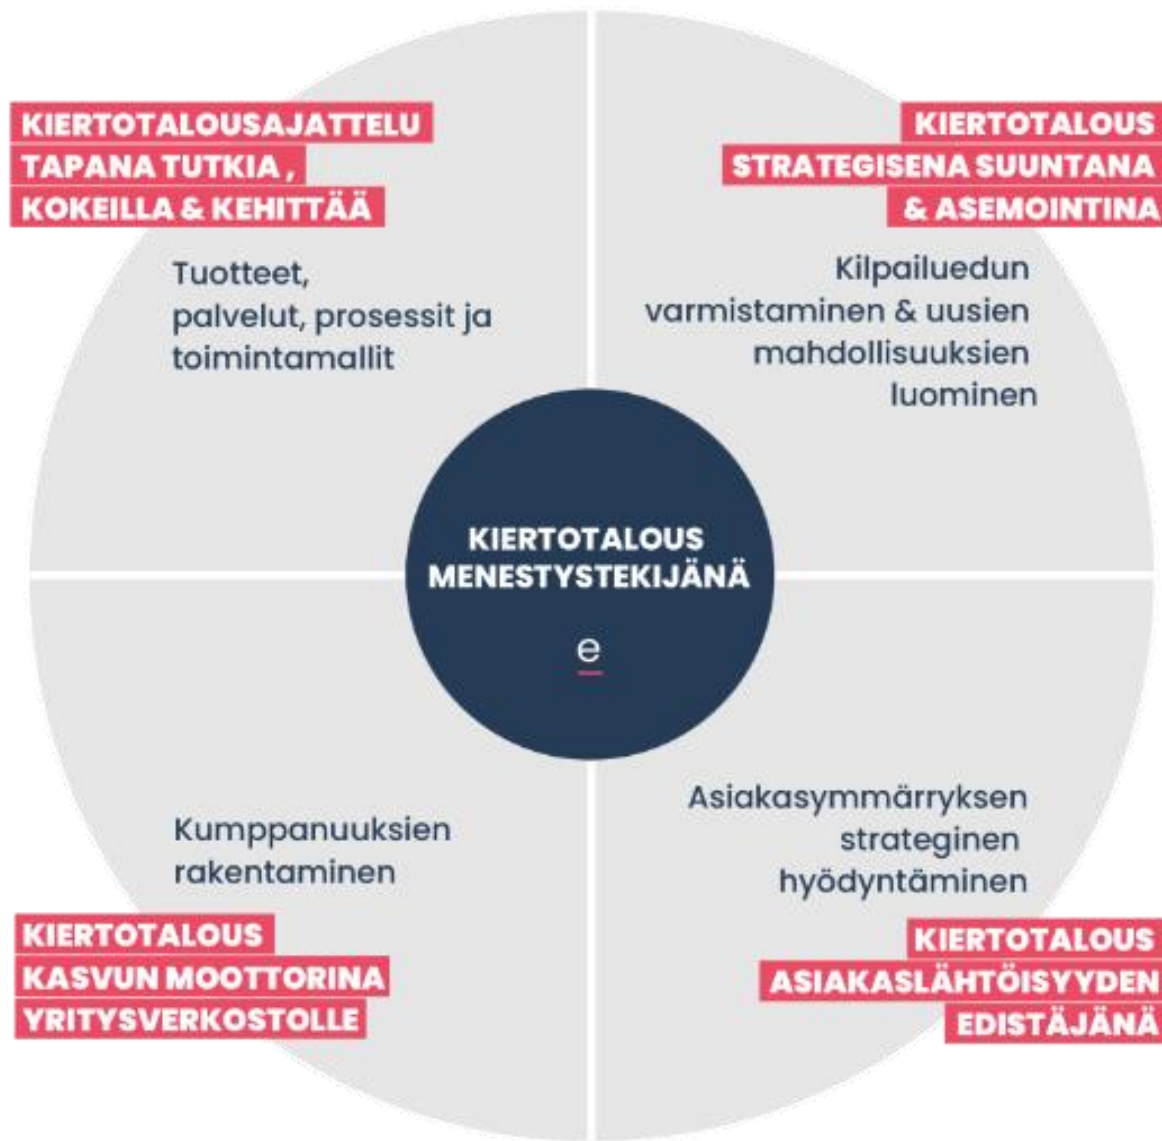 KIERTOTALOUSAJATTELU
TAPANA TUTKIA ,
KOKEILLA & KEHITTÄÄ
Tuotteet,
palvelut, prosessit ja
toimintamallit
KIERTOTALOUS
STRATEGISENA SUUNTANA
& ASEMOINTINA
Kilpailuedun
varmistaminen & uusien
mahdollisuuksien
luominen
KIERTOTALOUS
MENESTYSTEKIJÄNÄ
e
Kumppanuuksien
rakentaminen
KIERTOTALOUS
KASVUN MOOTTORINA
YRITYSVERKOSTOLLE
Asiakasymmärryksen
strateginen
hyödyntäminen
KIERTOTALOUS
ASIAKASLÄHTÖISYYDEN
EDISTÄJÄNÄ